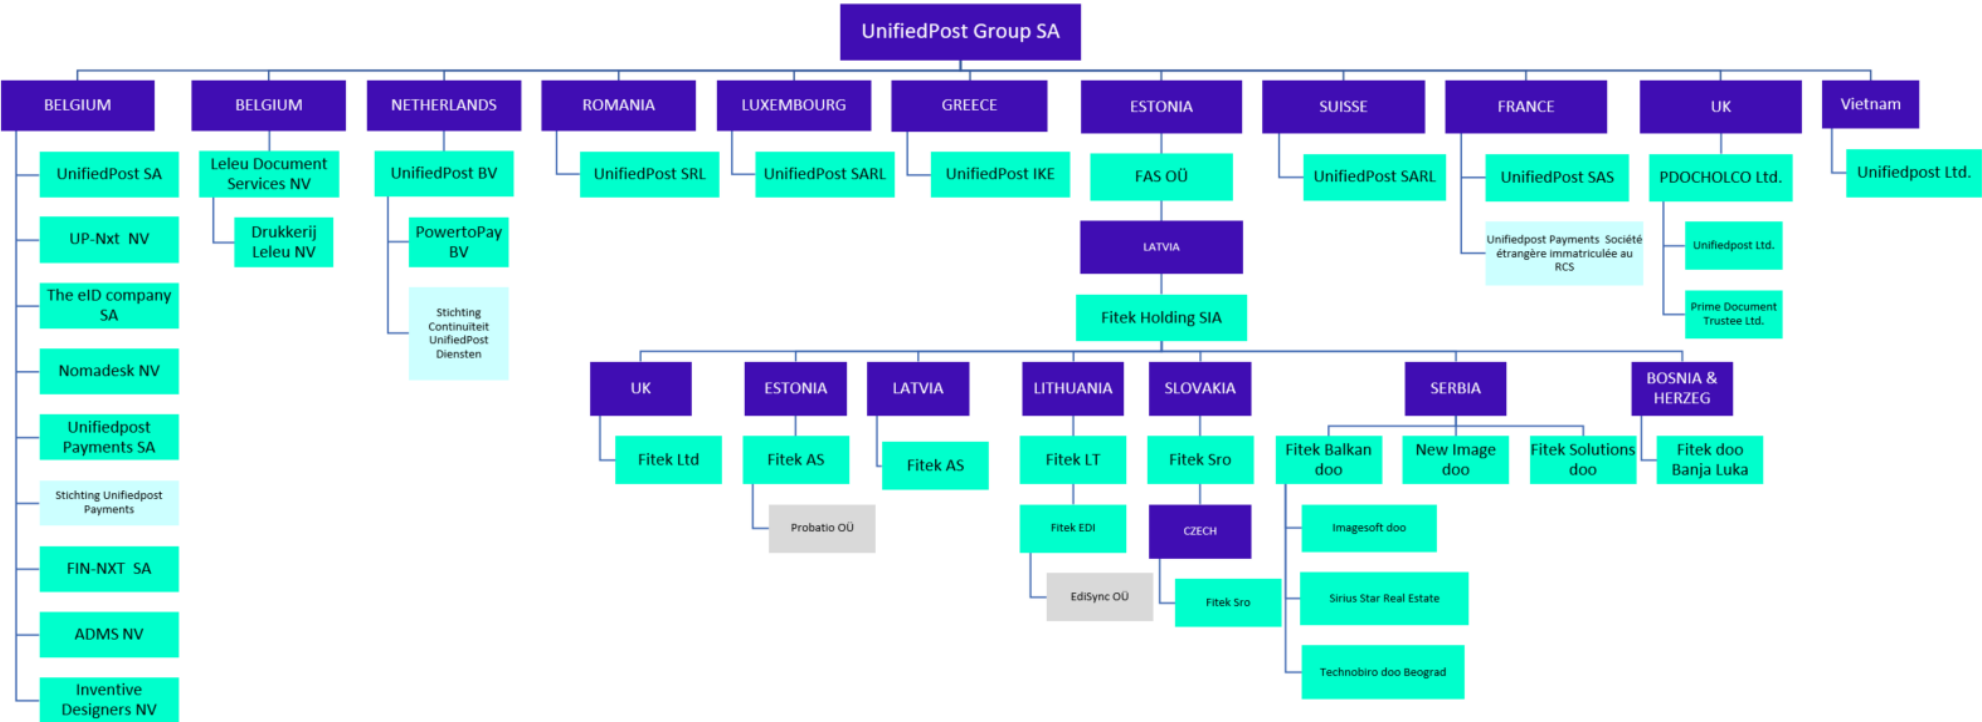 UnifiedPost Group SA
BELGIUM
BELGIUM
NETHERLANDS
ROMANIA
LUXEMBOURG
GREECE
ESTONIA
SUISSE
FRANCE
UK
Vietnam
UnifiedPost SA
UP-Nxt NV
The eID company
SA
Nomadesk NV
Unifiedpost
Payments SA
Stichting Unifiedpost
Payments
FIN-NXT SA
ADMS NV
Inventive
Designers NV
Leleu Document
Services NV
Drukkerij
Leleu NV
UnifiedPost BV
PowertoPay
BV
Stichting
Continuïteit
UnifiedPost
Diensten
UnifiedPost SRL
UnifiedPost SARL
UnifiedPost IKE
FAS OÜ
LATVIA
Fitek Holding SIA
UnifiedPost SARL
UnifiedPost SAS
Unifiedpost Payments Société
étrangère immatriculée au
RCS
PDOCHOLCO Ltd.
Unifiedpost Ltd.
Prime Document
Trustee Ltd.
Unifiedpost Ltd.
UK
ESTONIA
LATVIA
LITHUANIA
SLOVAKIA
SERBIA
BOSNIA &
HERZEG
Fitek Ltd
Fitek AS
Probatio OÜ
Fitek AS
Fitek LT
Fitek EDI
EdiSync OÜ
Fitek Sro
CZECH
Fitek Sro
Fitek Balkan
doo
New Image
doo
Fitek Solutions
doo
Imagesoft doo
Sirius Star Real Estate
Technobiro doo Beograd
Fitek doo
Banja Luka